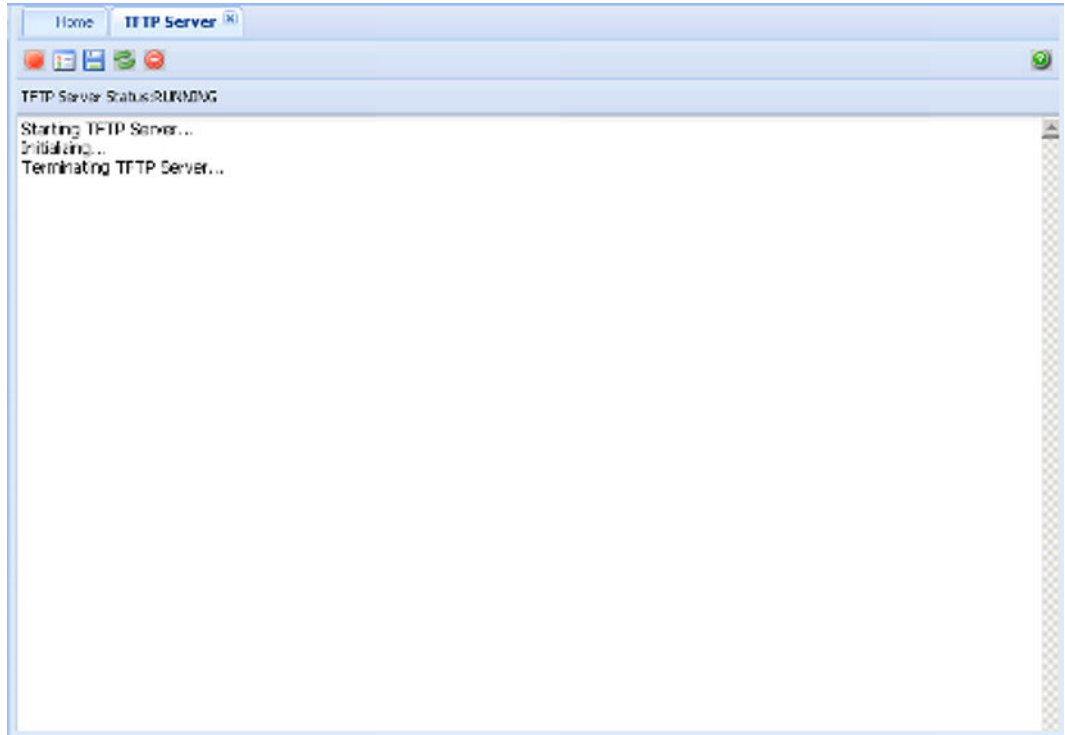 Home TFTP Server
TFTP Server Status:RUNNING
Starting TFTP Server...
Initializing...
Terminating TFTP Server...